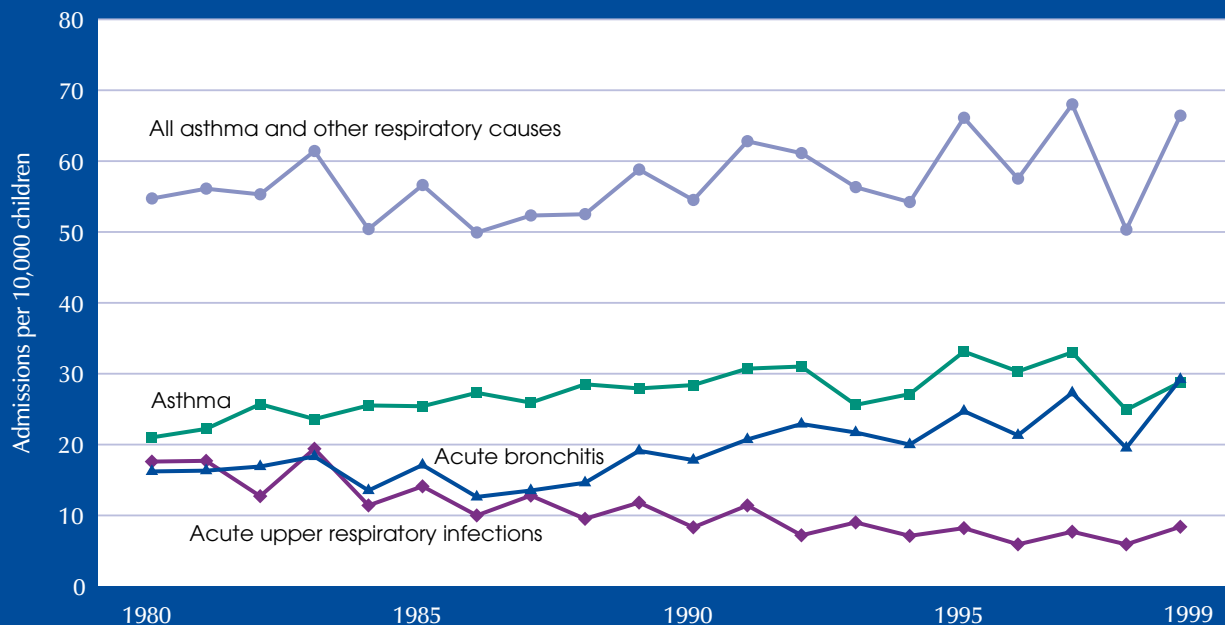 80
70
All asthma and other respiratory causes
60
50
40
30
Asthma
20
Acute bronchitis
10
Acute upper respiratory infections
0
Admissions per 10,000 children
1980
1985
1990
1995
1999